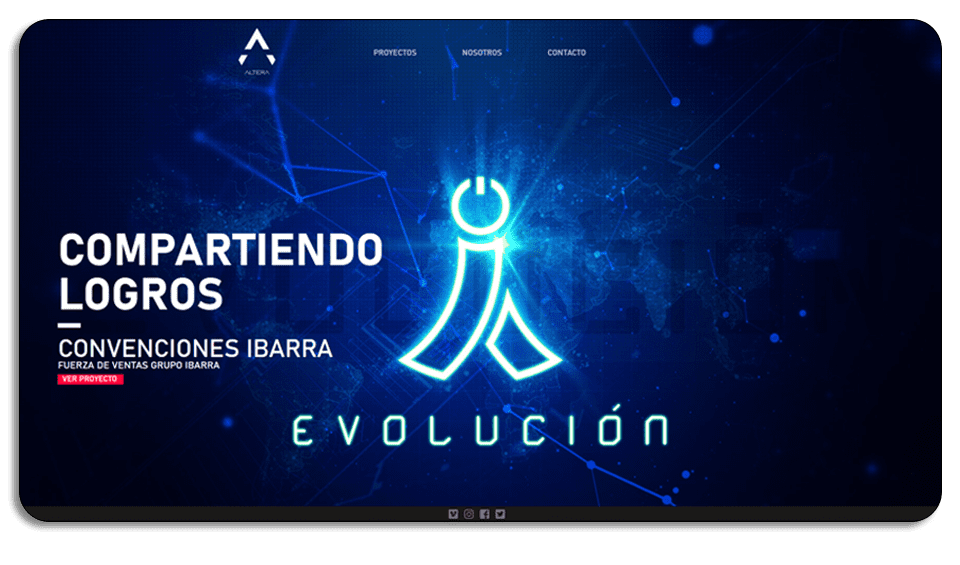 ALTERA
PROYECTOS
NOSOTROS
CONTACTO
COMPARTIENDO
LOGROS
CONVENCIONES IBARRA
FUERZA DE VENTAS GRUPO IBARRA
VER PROYECTO
EVOLUCIÓN